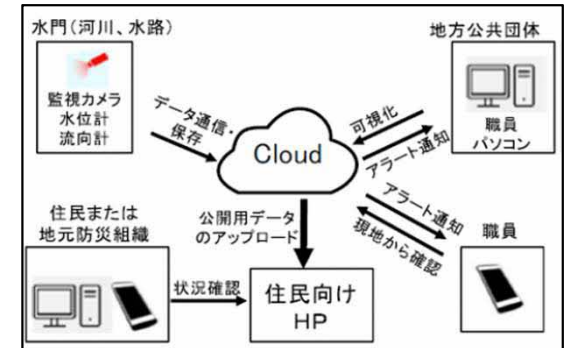 水門(河川、水路)
監視カメラ
水位計
流向計
データ通信・
保存
Cloud
地方公共団体
職員
パソコン
可視化
アラート通知
アラート通知
現地から確認
職員
公開用データ
のアップロード
住民または
地元防災組織
状況確認
住民向け
HP